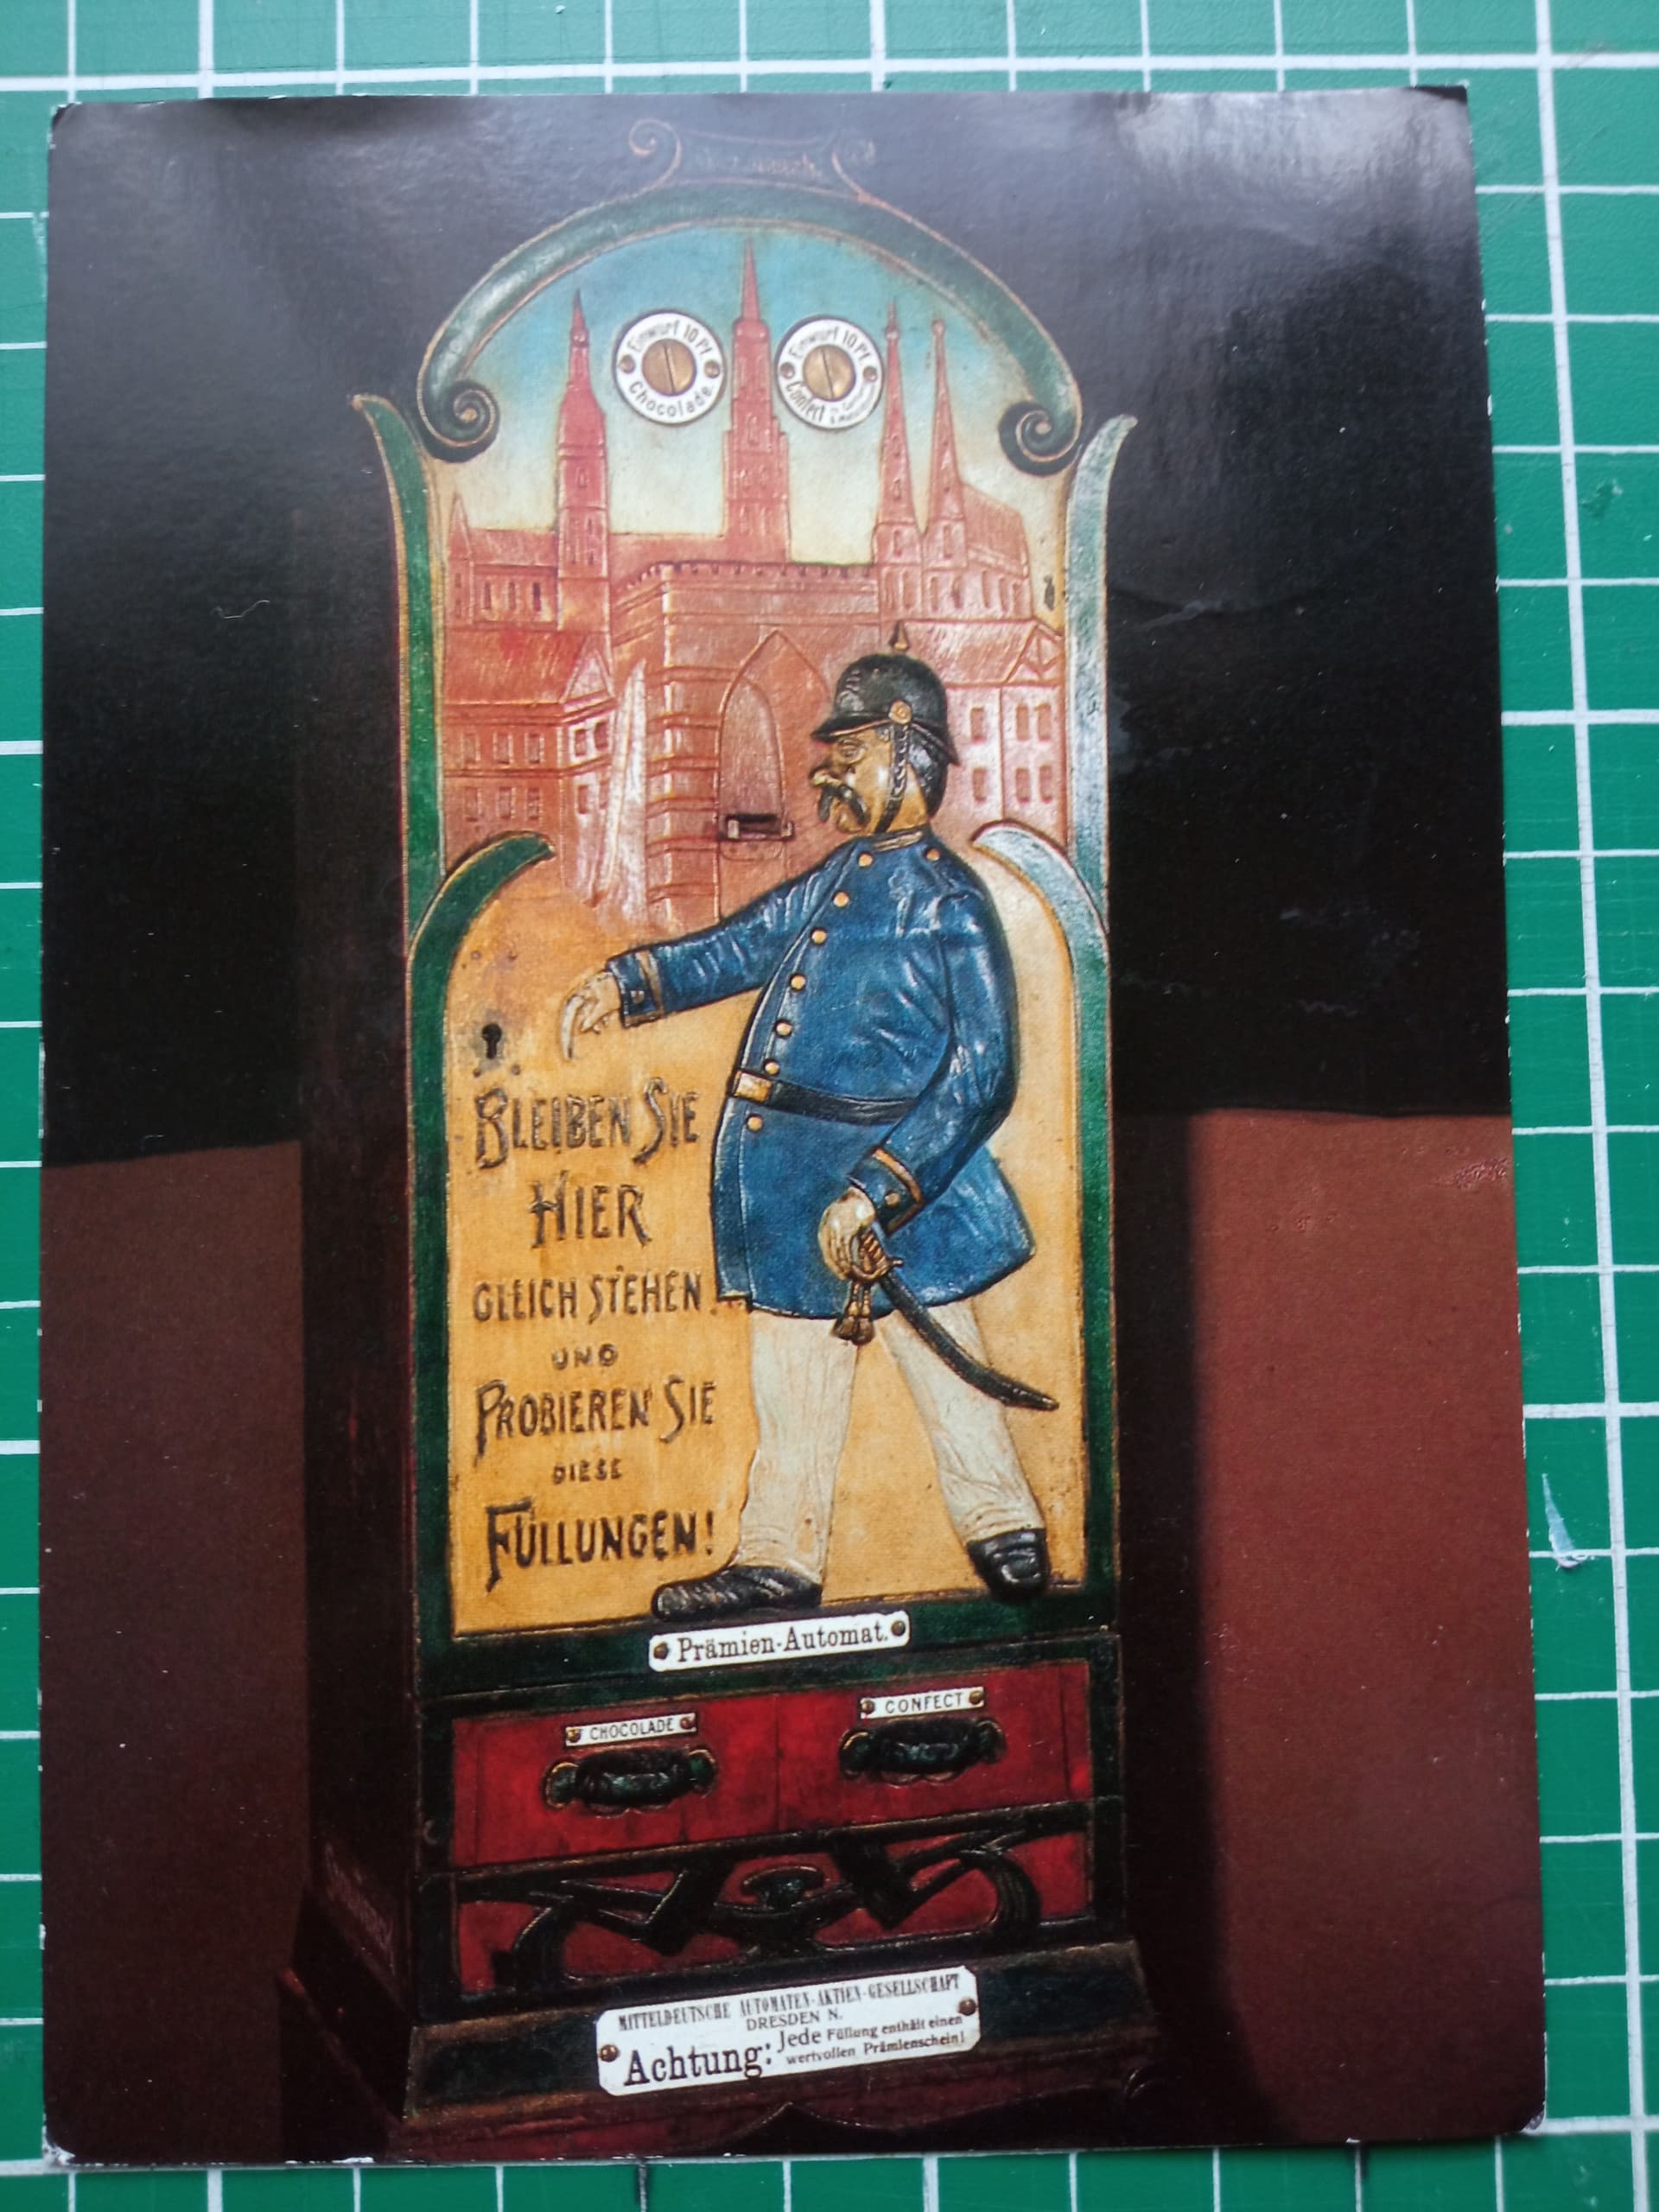 Einwurf 10 Pf.
Chocolade.
Einwurf 10 Pf.
Confect
BLEIBEN SIE
HIER
GLEICH STEHEN
UND
PROBIEREN SIE
DIESE
FÜLLUNGEN!
Prämien-Automat.
CHOCOLADE
CONFECT
MITTELDEUTSCHE AUTOMATEN-AKTIEN-GESELLSCHAFT
DRESDEN N.
Achtung: Jede Füllung enthält einen
wertvollen Prämienschein!